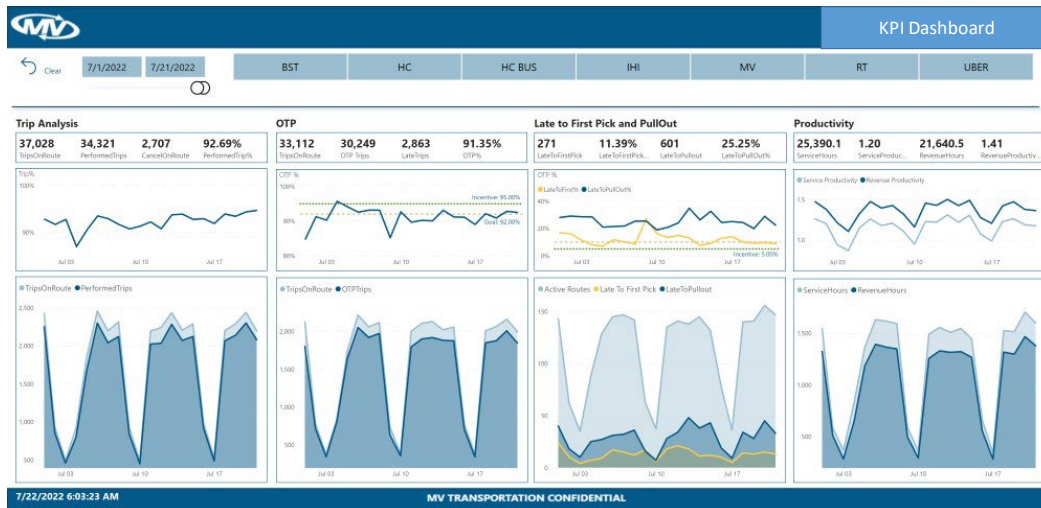 MV
KPI Dashboard
Clear
7/1/2022
7/21/2022
BST
HC
HC BUS
IHI
MV
RT
UBER
Trip Analysis
37,028 34,321 2,707 92.69%
TripsOnRoute PerformedTrips CancelOnRoute PerformedTrip%
Trip%
100%
90%
Jul 03 Jul 10 Jul 17
TripsOnRoute PerformedTrips
2,500
2,000
1,500
1,000
500
Jul 03 Jul 10 Jul 17
OTP
33,112 30,249 2,863 91.35%
TripsOnRoute OTP Trips LateTrips OTP%
OTP %
100%
Incentive: 95.00%
90%
Goal: 92.00%
80%
Jul 03 Jul 10 Jul 17
TripsOnRoute OTPTrips
2,000
1,500
1,000
500
Jul 03 Jul 10 Jul 17
Late to First Pick and PullOut
271 11.39% 601 25.25%
LateToFirstPick LateToFirstPick... LateToPullout LateToPullOut%
OTP %
LateToFirst% LateToPullOut%
40%
20%
0%
Incentive: 5.00%
Jul 03 Jul 10 Jul 17
Active Routes Late To First Pick LateToPullout
150
100
50
0
Jul 03 Jul 10 Jul 17
Productivity
25,390.1 1.20 21,640.5 1.41
ServiceHours ServiceProduc... RevenueHours RevenueProductiv...
Service Productivity Revenue Productivity
1.5
1.0
Jul 03 Jul 10 Jul 17
ServiceHours RevenueHours
1,500
1,000
500
Jul 03 Jul 10 Jul 17
7/22/2022 6:03:23 AM
MV TRANSPORTATION CONFIDENTIAL